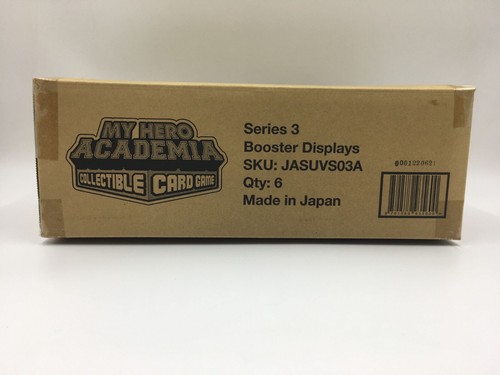 MY HERO
ACADEMIA
COLLECTIBLE CARD GAME
Series 3
Booster Displays
SKU: JASUVS03A
Qty: 6
Made in Japan